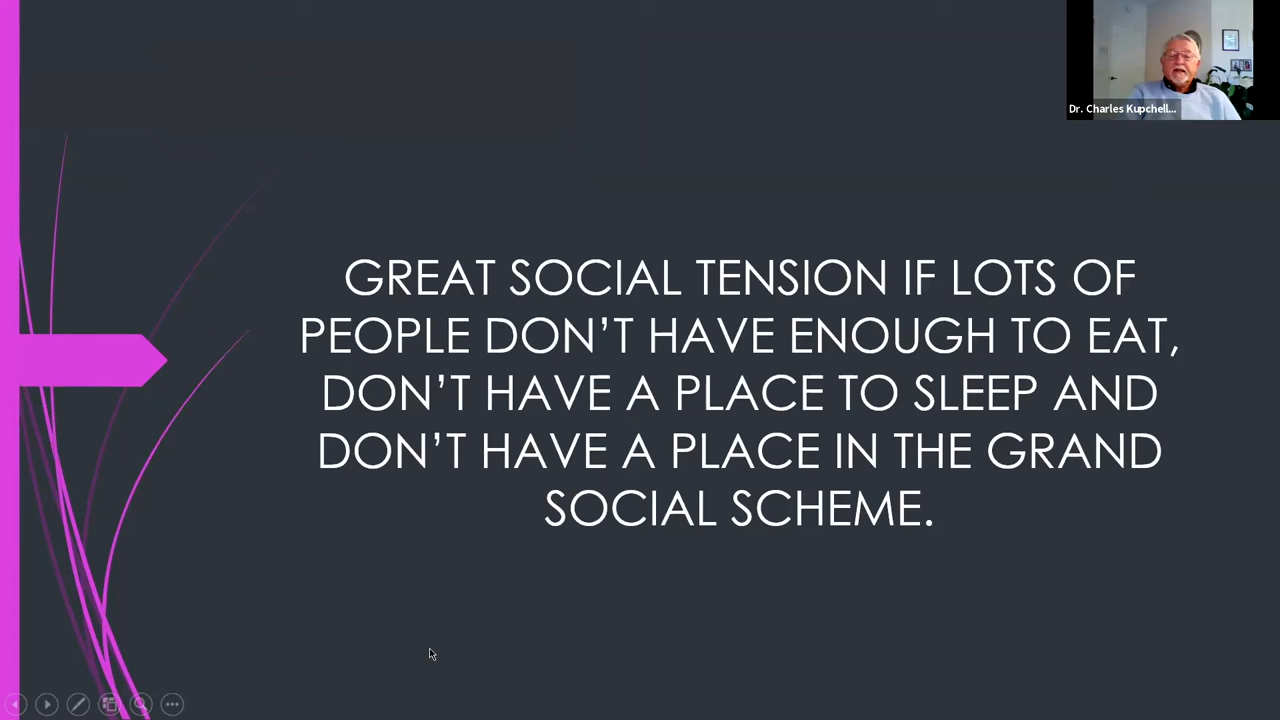 Dr. Charles Kupchell...
GREAT SOCIAL TENSION IF LOTS OF
PEOPLE DON’T HAVE ENOUGH TO EAT,
DON’T HAVE A PLACE TO SLEEP AND
DON’T HAVE A PLACE IN THE GRAND
SOCIAL SCHEME.